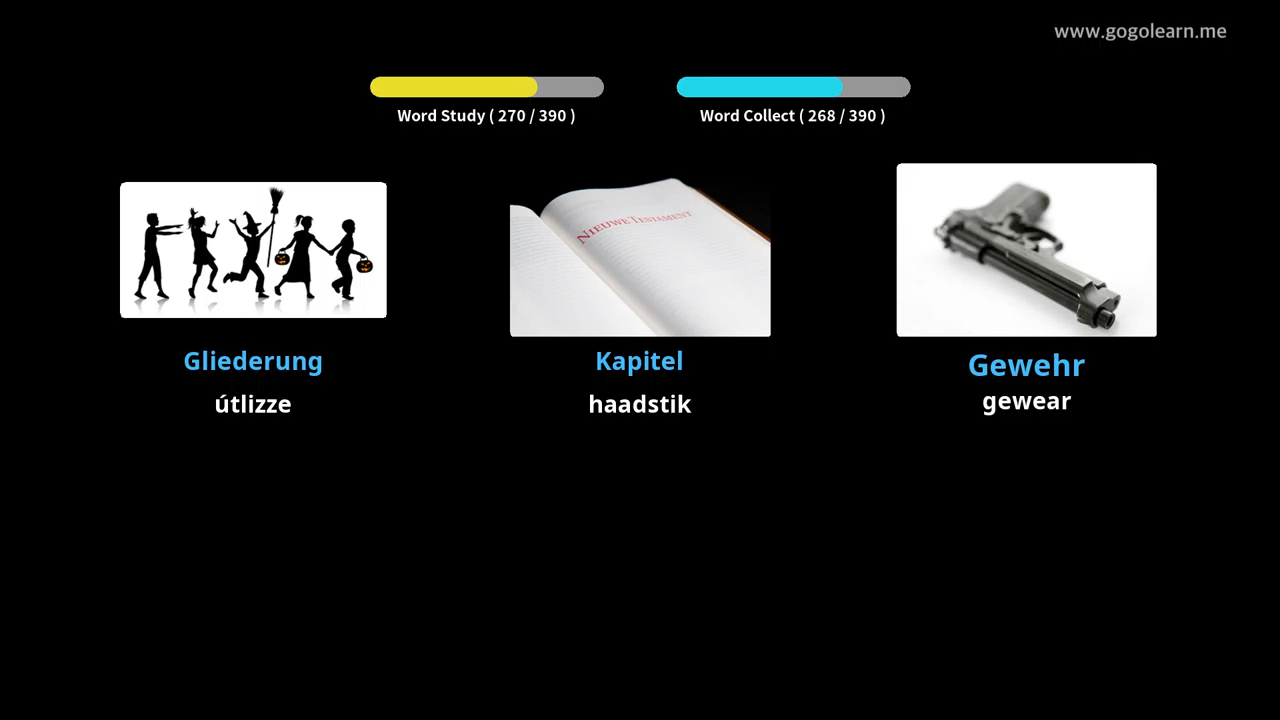 www.gogolearn.me
Word Study ( 270 / 390 )
Word Collect ( 268 / 390 )
NIEUWE TESTAMENT
Gliederung
Kapitel
Gewehr
útlizze
haadstik
gewear